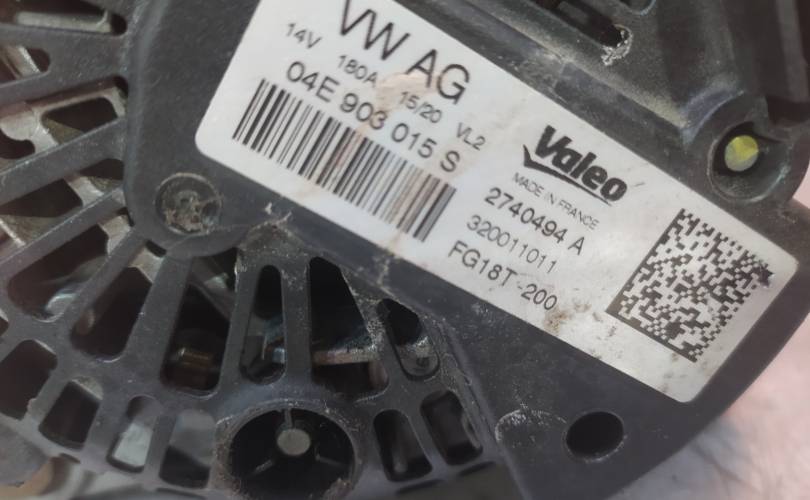 VW AG
14V 180A 15/20 VL2
04E 903 015 S
Valeo
MADE IN FRANCE
2740494 A
320011011
FG18T-200